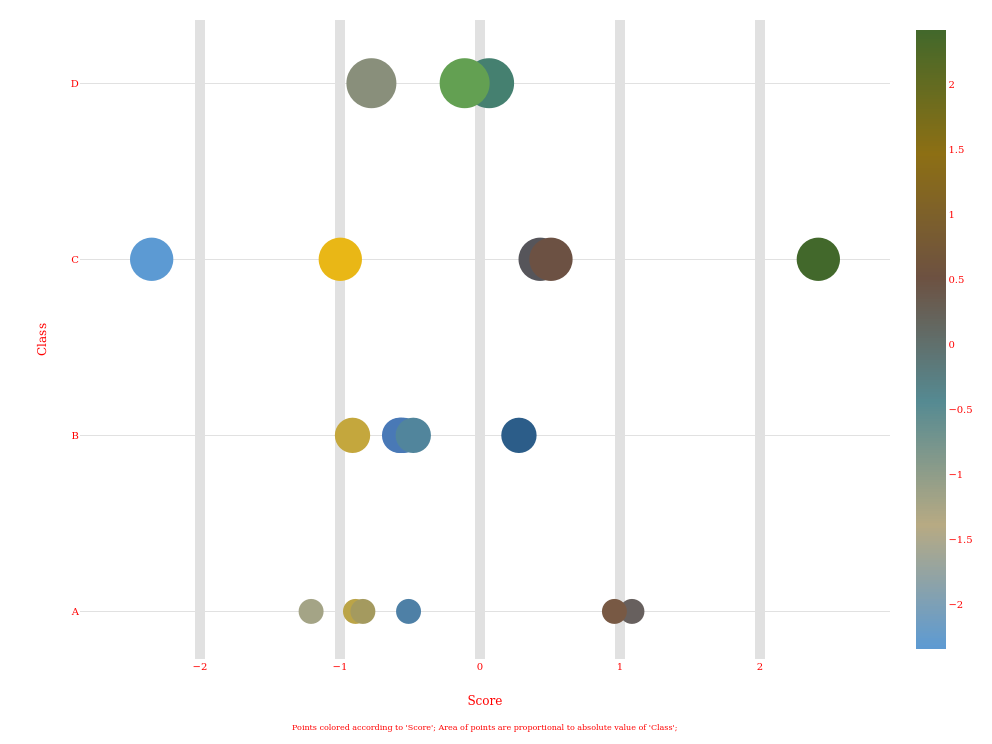 D
C
B
A
Class
−2
−1
0
1
2
Score
Points colored according to 'Score'; Area of points are proportional to absolute value of 'Class';
2
1.5
1
0.5
0
−0.5
−1
−1.5
−2